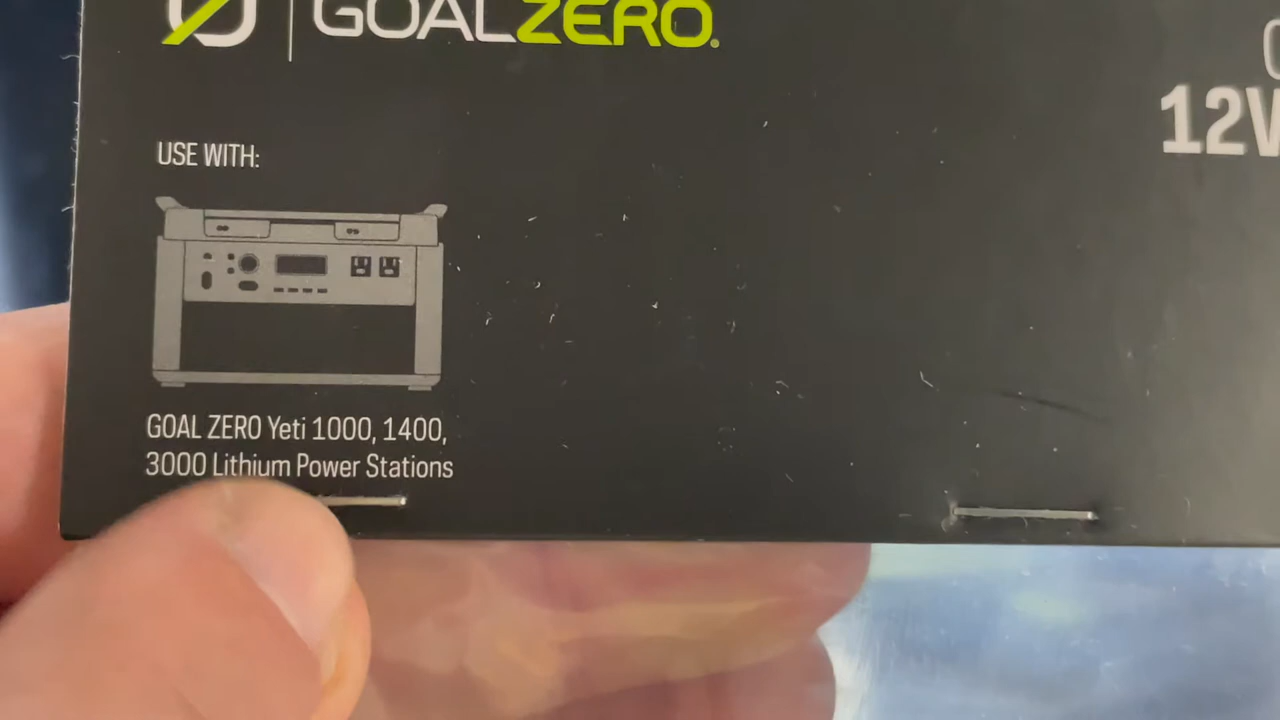 GOALZERO.
USE WITH:
12V
GOAL ZERO Yeti 1000, 1400,
3000 Lithium Power Stations